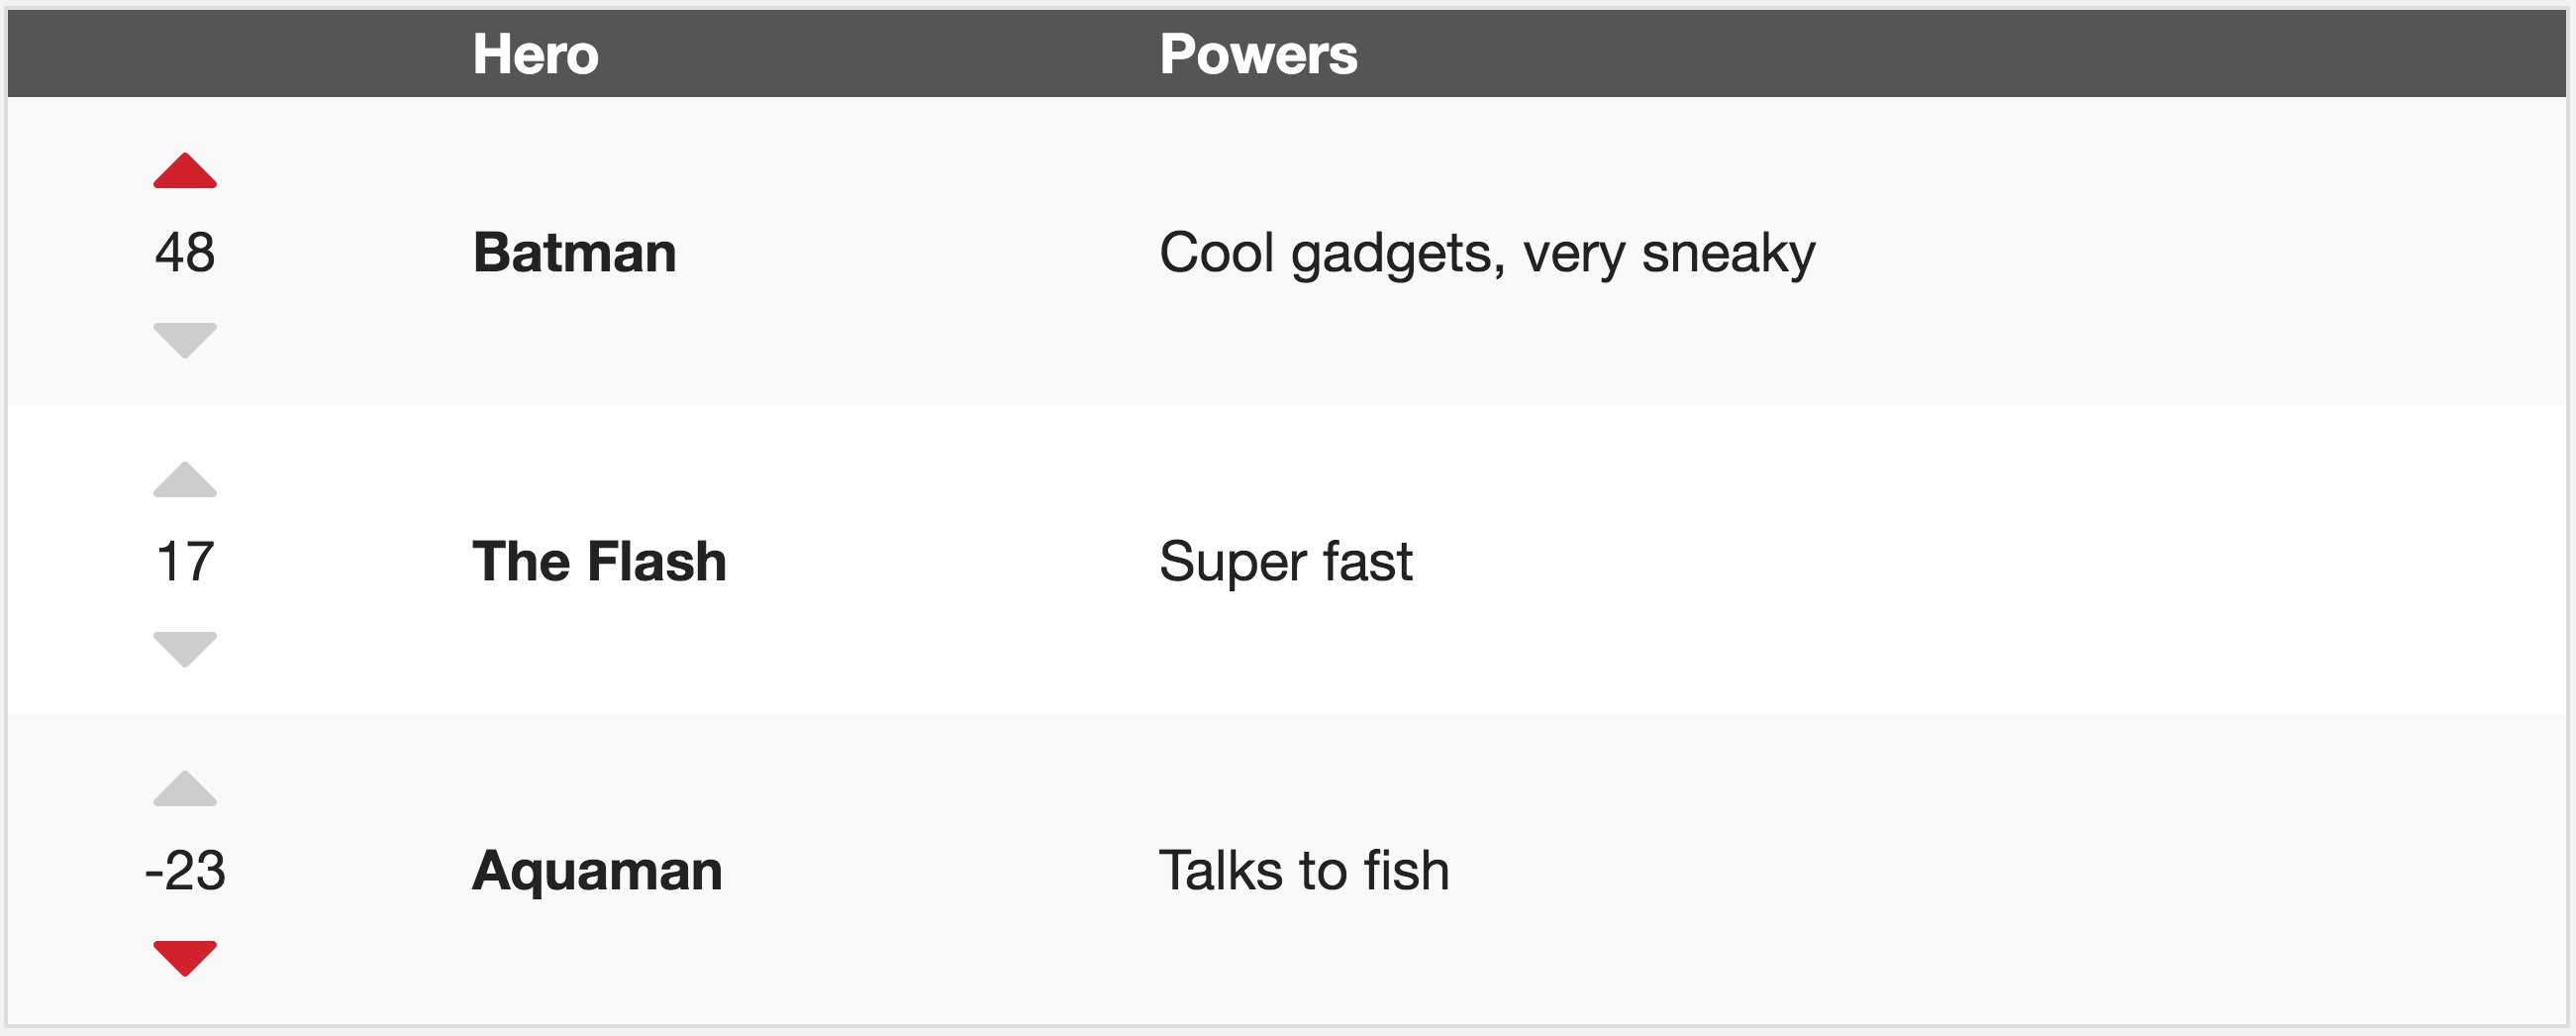 Hero Powers
48 Batman Cool gadgets, very sneaky
17 The Flash Super fast
-23 Aquaman Talks to fish